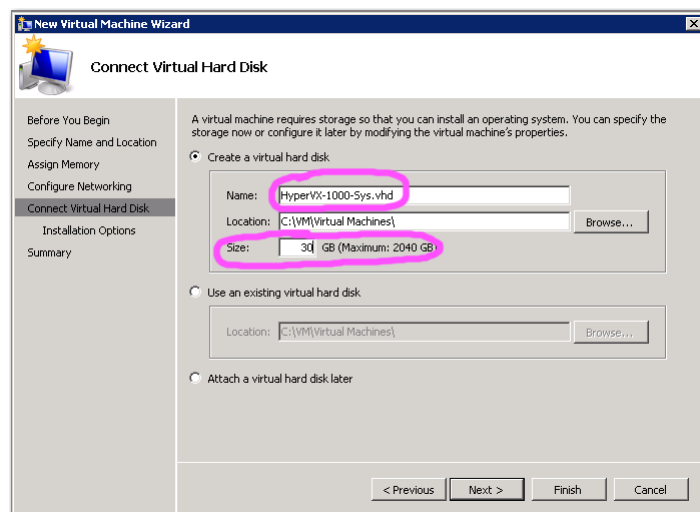 New Virtual Machine Wizard
Connect Virtual Hard Disk
Before You Begin
Specify Name and Location
Assign Memory
Configure Networking
Connect Virtual Hard Disk
Installation Options
Summary
A virtual machine requires storage so that you can install an operating system. You can specify the
storage now or configure it later by modifying the virtual machine's properties.
Create a virtual hard disk
Name: HyperVX-1000-Sys.vhd
Location: C:\VM\Virtual Machines\ Browse...
Size: 30 GB (Maximum: 2040 GB)
Use an existing virtual hard disk
Location: C:\VM\Virtual Machines\ Browse...
Attach a virtual hard disk later
< Previous Next > Finish Cancel